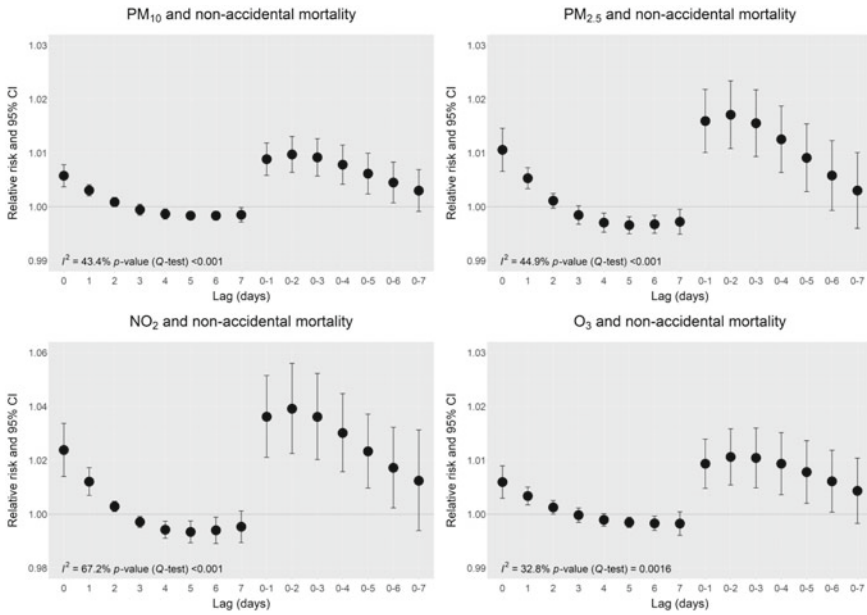 PM₁₀ and non-accidental mortality
Relative risk and 95% CI
1.03
1.02
1.01
1.00
0.99
I² = 43.4% p-value (Q-test) <0.001
0 1 2 3 4 5 6 7 0-1 0-2 0-3 0-4 0-5 0-6 0-7
Lag (days)
PM₂.₅ and non-accidental mortality
Relative risk and 95% CI
1.03
1.02
1.01
1.00
0.99
I² = 44.9% p-value (Q-test) <0.001
0 1 2 3 4 5 6 7 0-1 0-2 0-3 0-4 0-5 0-6 0-7
Lag (days)
NO₂ and non-accidental mortality
Relative risk and 95% CI
1.06
1.04
1.02
1.00
0.98
I² = 67.2% p-value (Q-test) <0.001
0 1 2 3 4 5 6 7 0-1 0-2 0-3 0-4 0-5 0-6 0-7
Lag (days)
O₃ and non-accidental mortality
Relative risk and 95% CI
1.03
1.02
1.01
1.00
0.99
I² = 32.8% p-value (Q-test) = 0.0016
0 1 2 3 4 5 6 7 0-1 0-2 0-3 0-4 0-5 0-6 0-7
Lag (days)